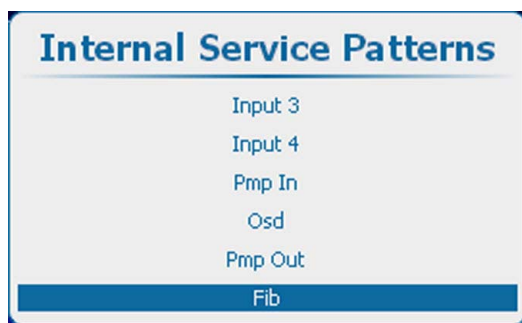 Internal Service Patterns
Input 3
Input 4
Pmp In
Osd
Pmp Out
Fib